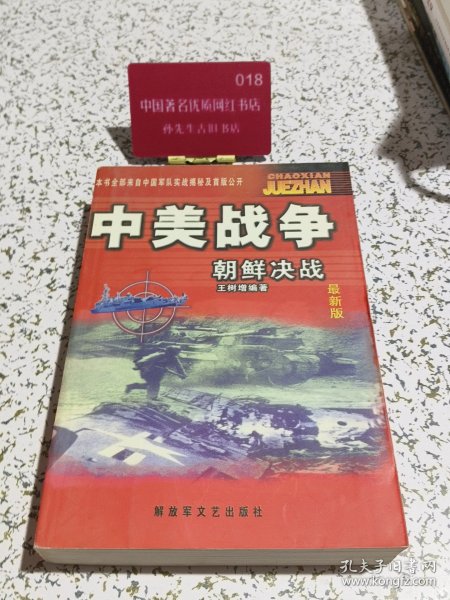 018
中国著名优质网红书店
孙先生古旧书店
本书全部来自中国军队实战揭秘及首版公开
CHAOXIAN
JUEZHAN
中美战争
朝鲜决战
王树增编著
最新版
解放军文艺出版社
孔夫子旧书网
www.kongfz.com